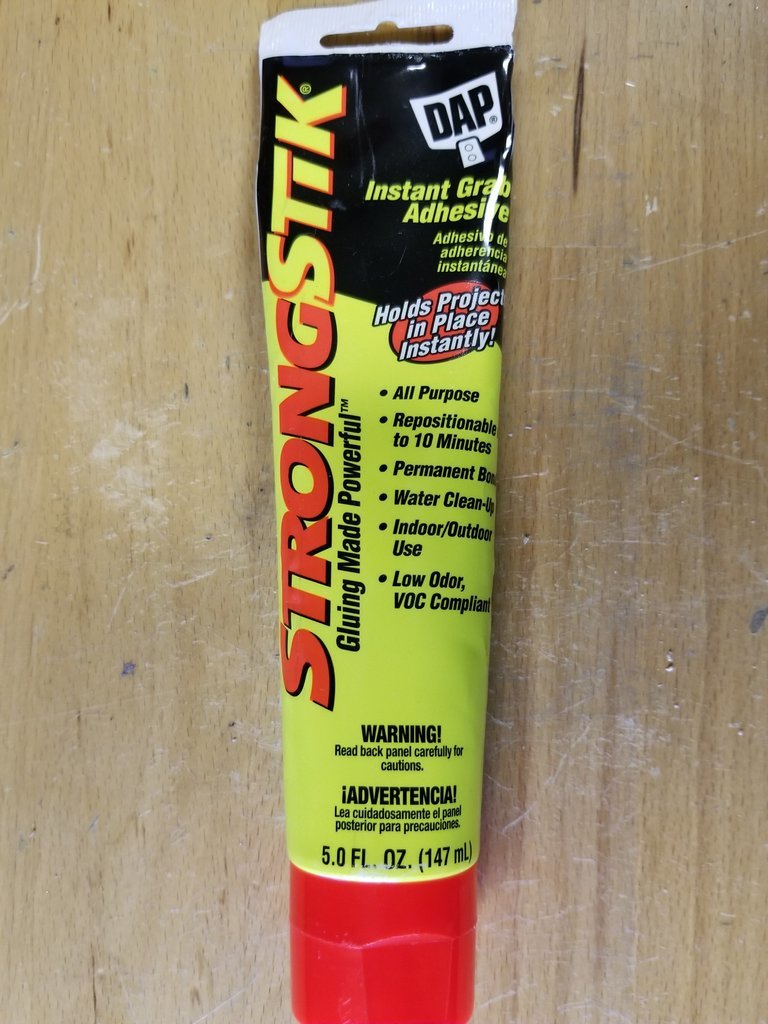 STRONGSTIK®
Gluing Made Powerful™
DAP®
Instant Grab
Adhesive
Adhesivo de
adherencia
instantánea
Holds Project
in Place
Instantly!
• All Purpose
• Repositionable
to 10 Minutes
• Permanent Bon
• Water Clean-Up
• Indoor/Outdoor
Use
• Low Odor,
VOC Compliant
WARNING!
Read back panel carefully for
cautions.
¡ADVERTENCIA!
Lea cuidadosamente el panel
posterior para precauciones.
5.0 FL. OZ. (147 mL)